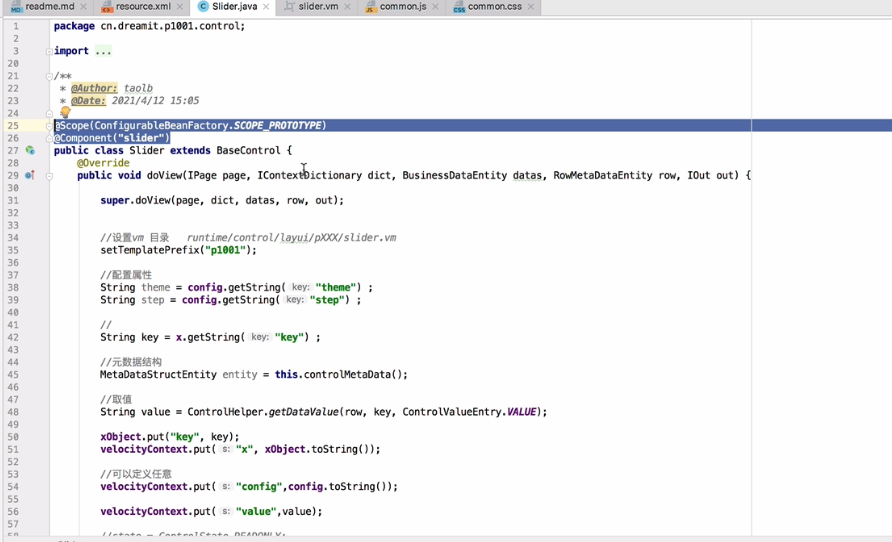 readme.md resource.xml Slider.java slider.vm common.js common.css
1 package cn.dreamit.p1001.control;
2
3 import ...
20
21 /**
22 * @Author: taolb
23 * @Date: 2021/4/12 15:05
24
25 @Scope(ConfigurableBeanFactory.SCOPE_PROTOTYPE)
26 @Component("slider")
27 public class Slider extends BaseControl {
28 @Override
29 public void doView(IPage page, IContextDictionary dict, BusinessDataEntity datas, RowMetaDataEntity row, IOut out) {
30
31 super.doView(page, dict, datas, row, out);
32
33
34 //设置vm 目录 runtime/control/layui/pXXX/slider.vm
35 setTemplatePrefix("p1001");
36
37 //配置属性
38 String theme = config.getString( key: "theme") ;
39 String step = config.getString( key: "step") ;
40
41 //
42 String key = x.getString( key: "key") ;
43
44 //元数据结构
45 MetaDataStructEntity entity = this.controlMetaData();
46
47 //取值
48 String value = ControlHelper.getDataValue(row, key, ControlValueEntry.VALUE);
49
50 xObject.put("key", key);
51 velocityContext.put( s: "x", xObject.toString());
52
53 //可以定义任意
54 velocityContext.put( s: "config",config.toString());
55
56 velocityContext.put( s: "value",value);
57
58 //state = ControlState.READONLY;